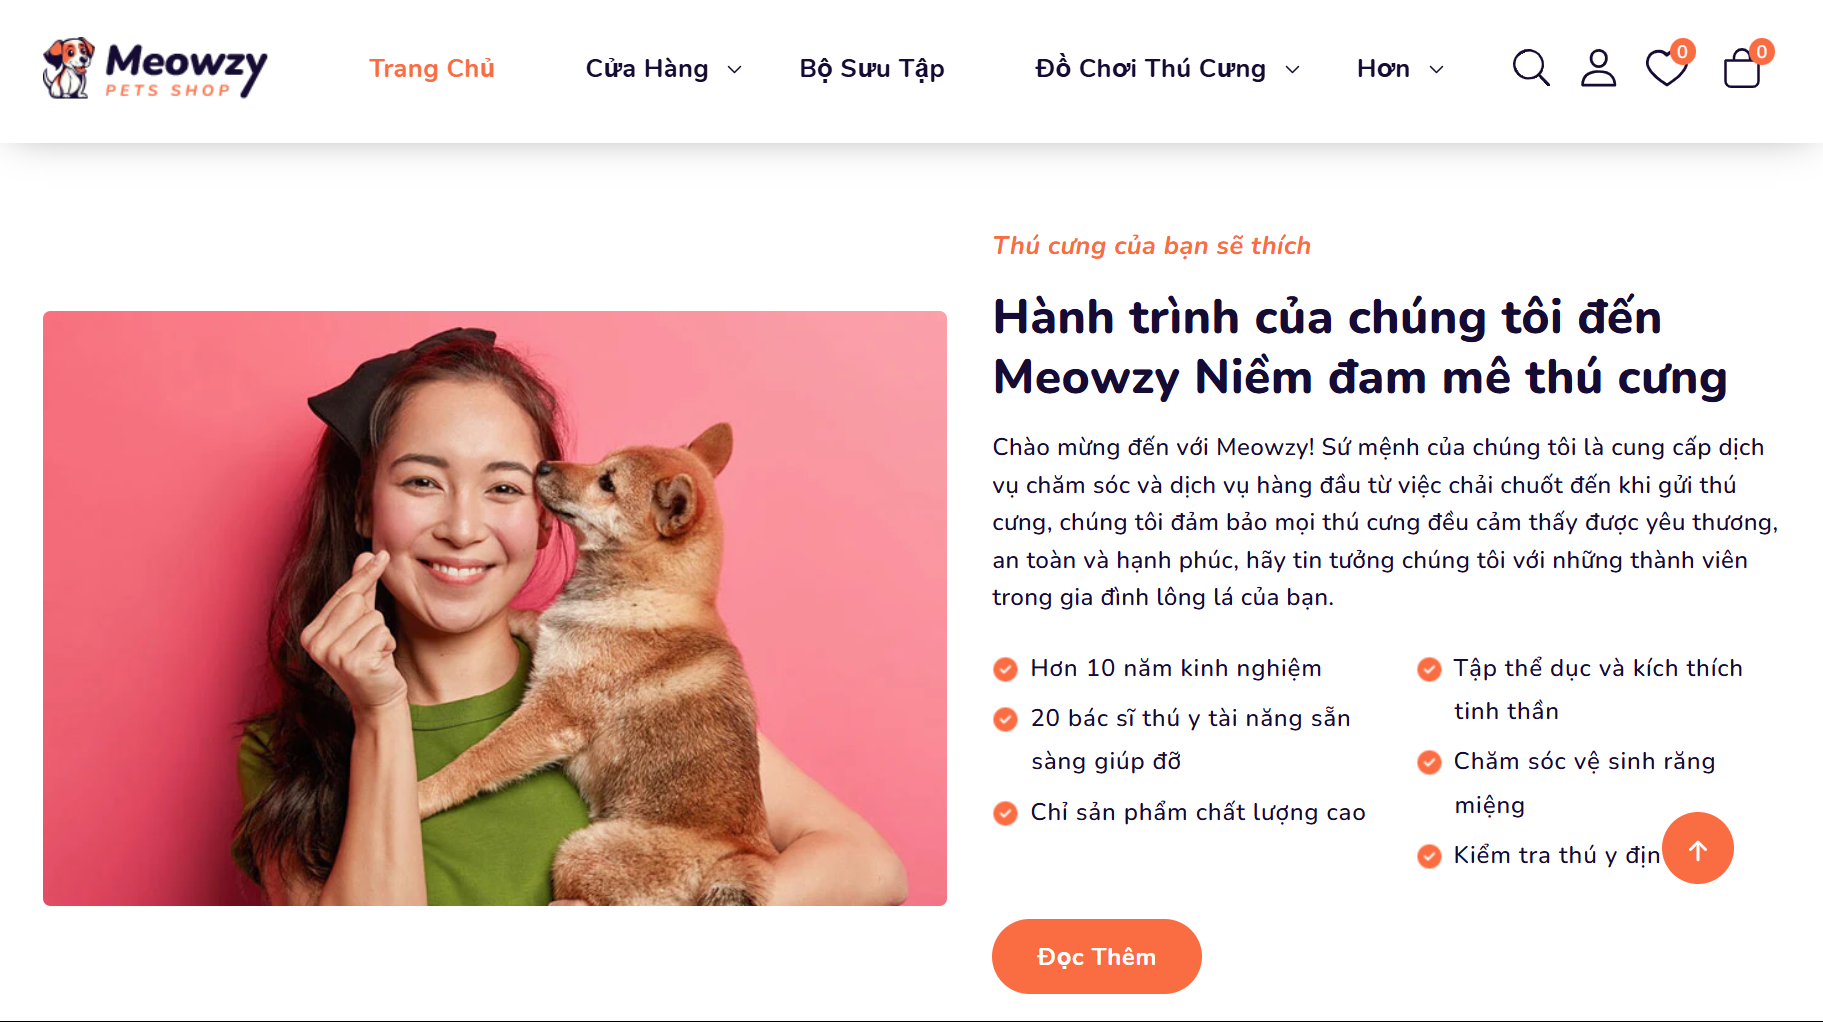 Meowzy
PETS SHOP
Trang Chủ
Cửa Hàng
Bộ Sưu Tập
Đồ Chơi Thú Cưng
Hơn
0
0
Thú cưng của bạn sẽ thích
Hành trình của chúng tôi đến
Meowzy Niềm đam mê thú cưng
Chào mừng đến với Meowzy! Sứ mệnh của chúng tôi là cung cấp dịch
vụ chăm sóc và dịch vụ hàng đầu từ việc chải chuốt đến khi gửi thú
cưng, chúng tôi đảm bảo mọi thú cưng đều cảm thấy được yêu thương,
an toàn và hạnh phúc, hãy tin tưởng chúng tôi với những thành viên
trong gia đình lông lá của bạn.
Hơn 10 năm kinh nghiệm
20 bác sĩ thú y tài năng sẵn
sàng giúp đỡ
Chỉ sản phẩm chất lượng cao
Tập thể dục và kích thích
tinh thần
Chăm sóc vệ sinh răng
miệng
Kiểm tra thú y
Đọc Thêm